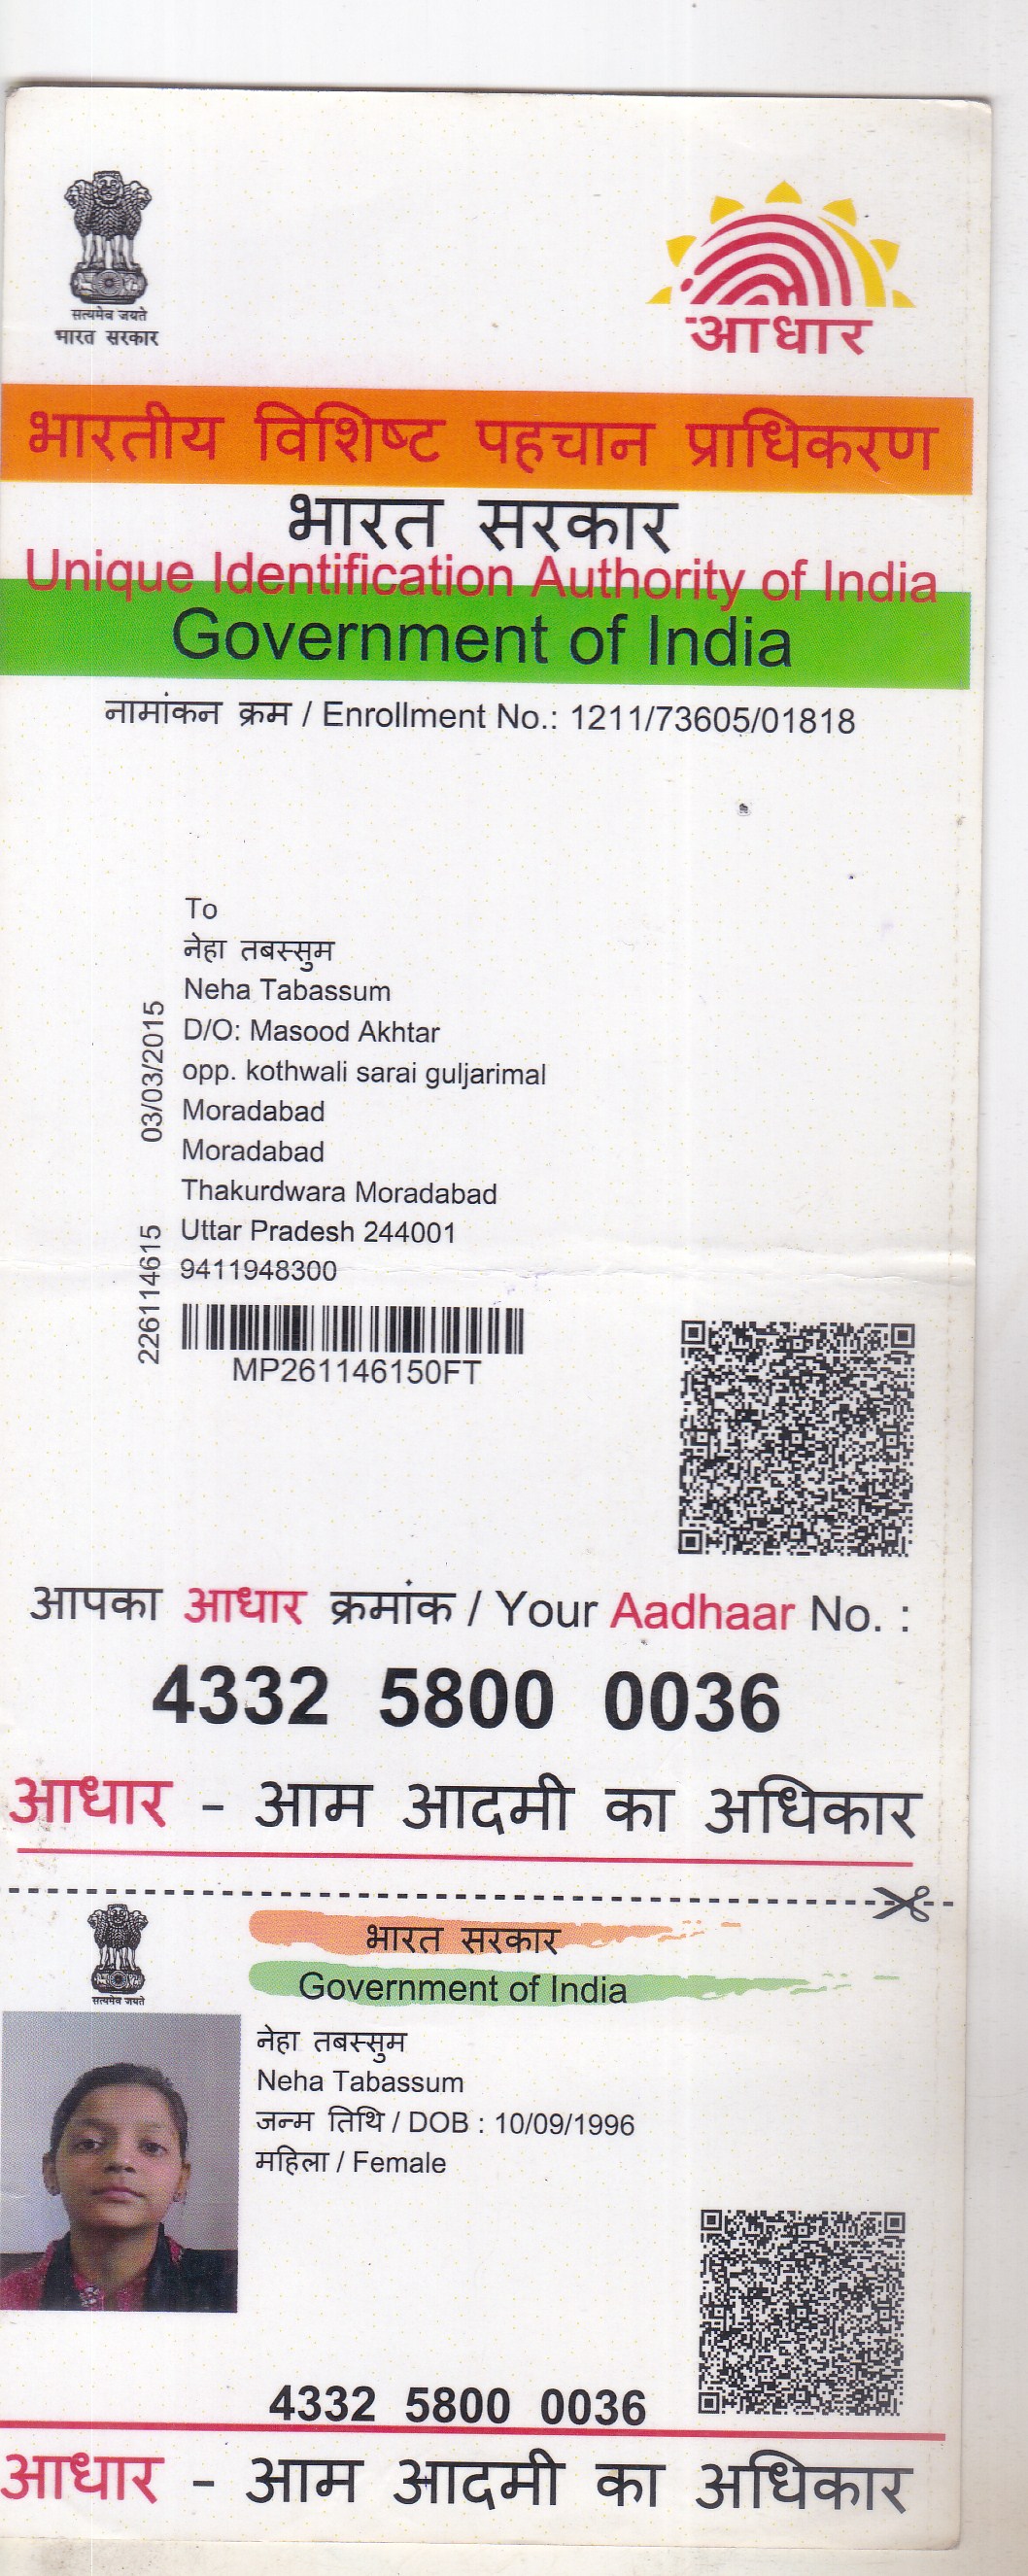 सत्यमेव जयते
भारत सरकार
आधार
भारतीय विशिष्ट पहचान प्राधिकरण
भारत सरकार
Unique Identification Authority of India
Government of India
नामांकन क्रम / Enrollment No.: 1211/73605/01818
To
नेहा तबस्सुम
Neha Tabassum
D/O: Masood Akhtar
opp. kothwali sarai guljarimal
Moradabad
Moradabad
Thakurdwara Moradabad
Uttar Pradesh 244001
9411948300
03/03/2015
226114615
MP261146150FT
आपका आधार क्रमांक / Your Aadhaar No. :
4332 5800 0036
आधार - आम आदमी का अधिकार
सत्यमेव जयते
भारत सरकार
Government of India
नेहा तबस्सुम
Neha Tabassum
जन्म तिथि / DOB : 10/09/1996
महिला / Female
4332 5800 0036
आधार - आम आदमी का अधिकार